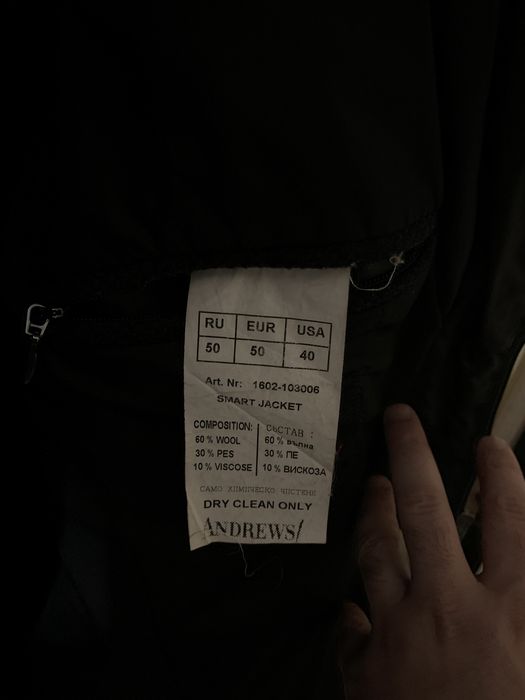 RU EUR USA
50 50 40
Art. Nr: 1602-103006
SMART JACKET
COMPOSITION: СЪСТАВ :
60 % WOOL 60 % вълна
30 % PES 30 % ПЕ
10 % VISCOSE 10 % ВИСКОЗА
САМО ХИМИЧЕСКО ЧИСТЕНЕ
DRY CLEAN ONLY
ANDREWS/